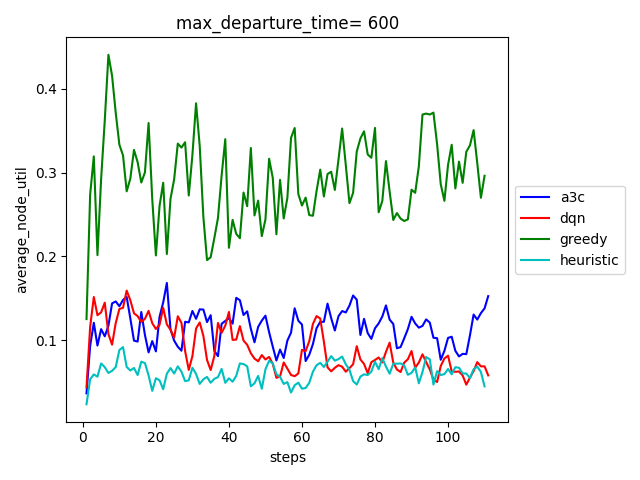 max_departure_time= 600
average_node_util
0.4
0.3
0.2
0.1
0 20 40 60 80 100
steps
a3c
dqn
greedy
heuristic